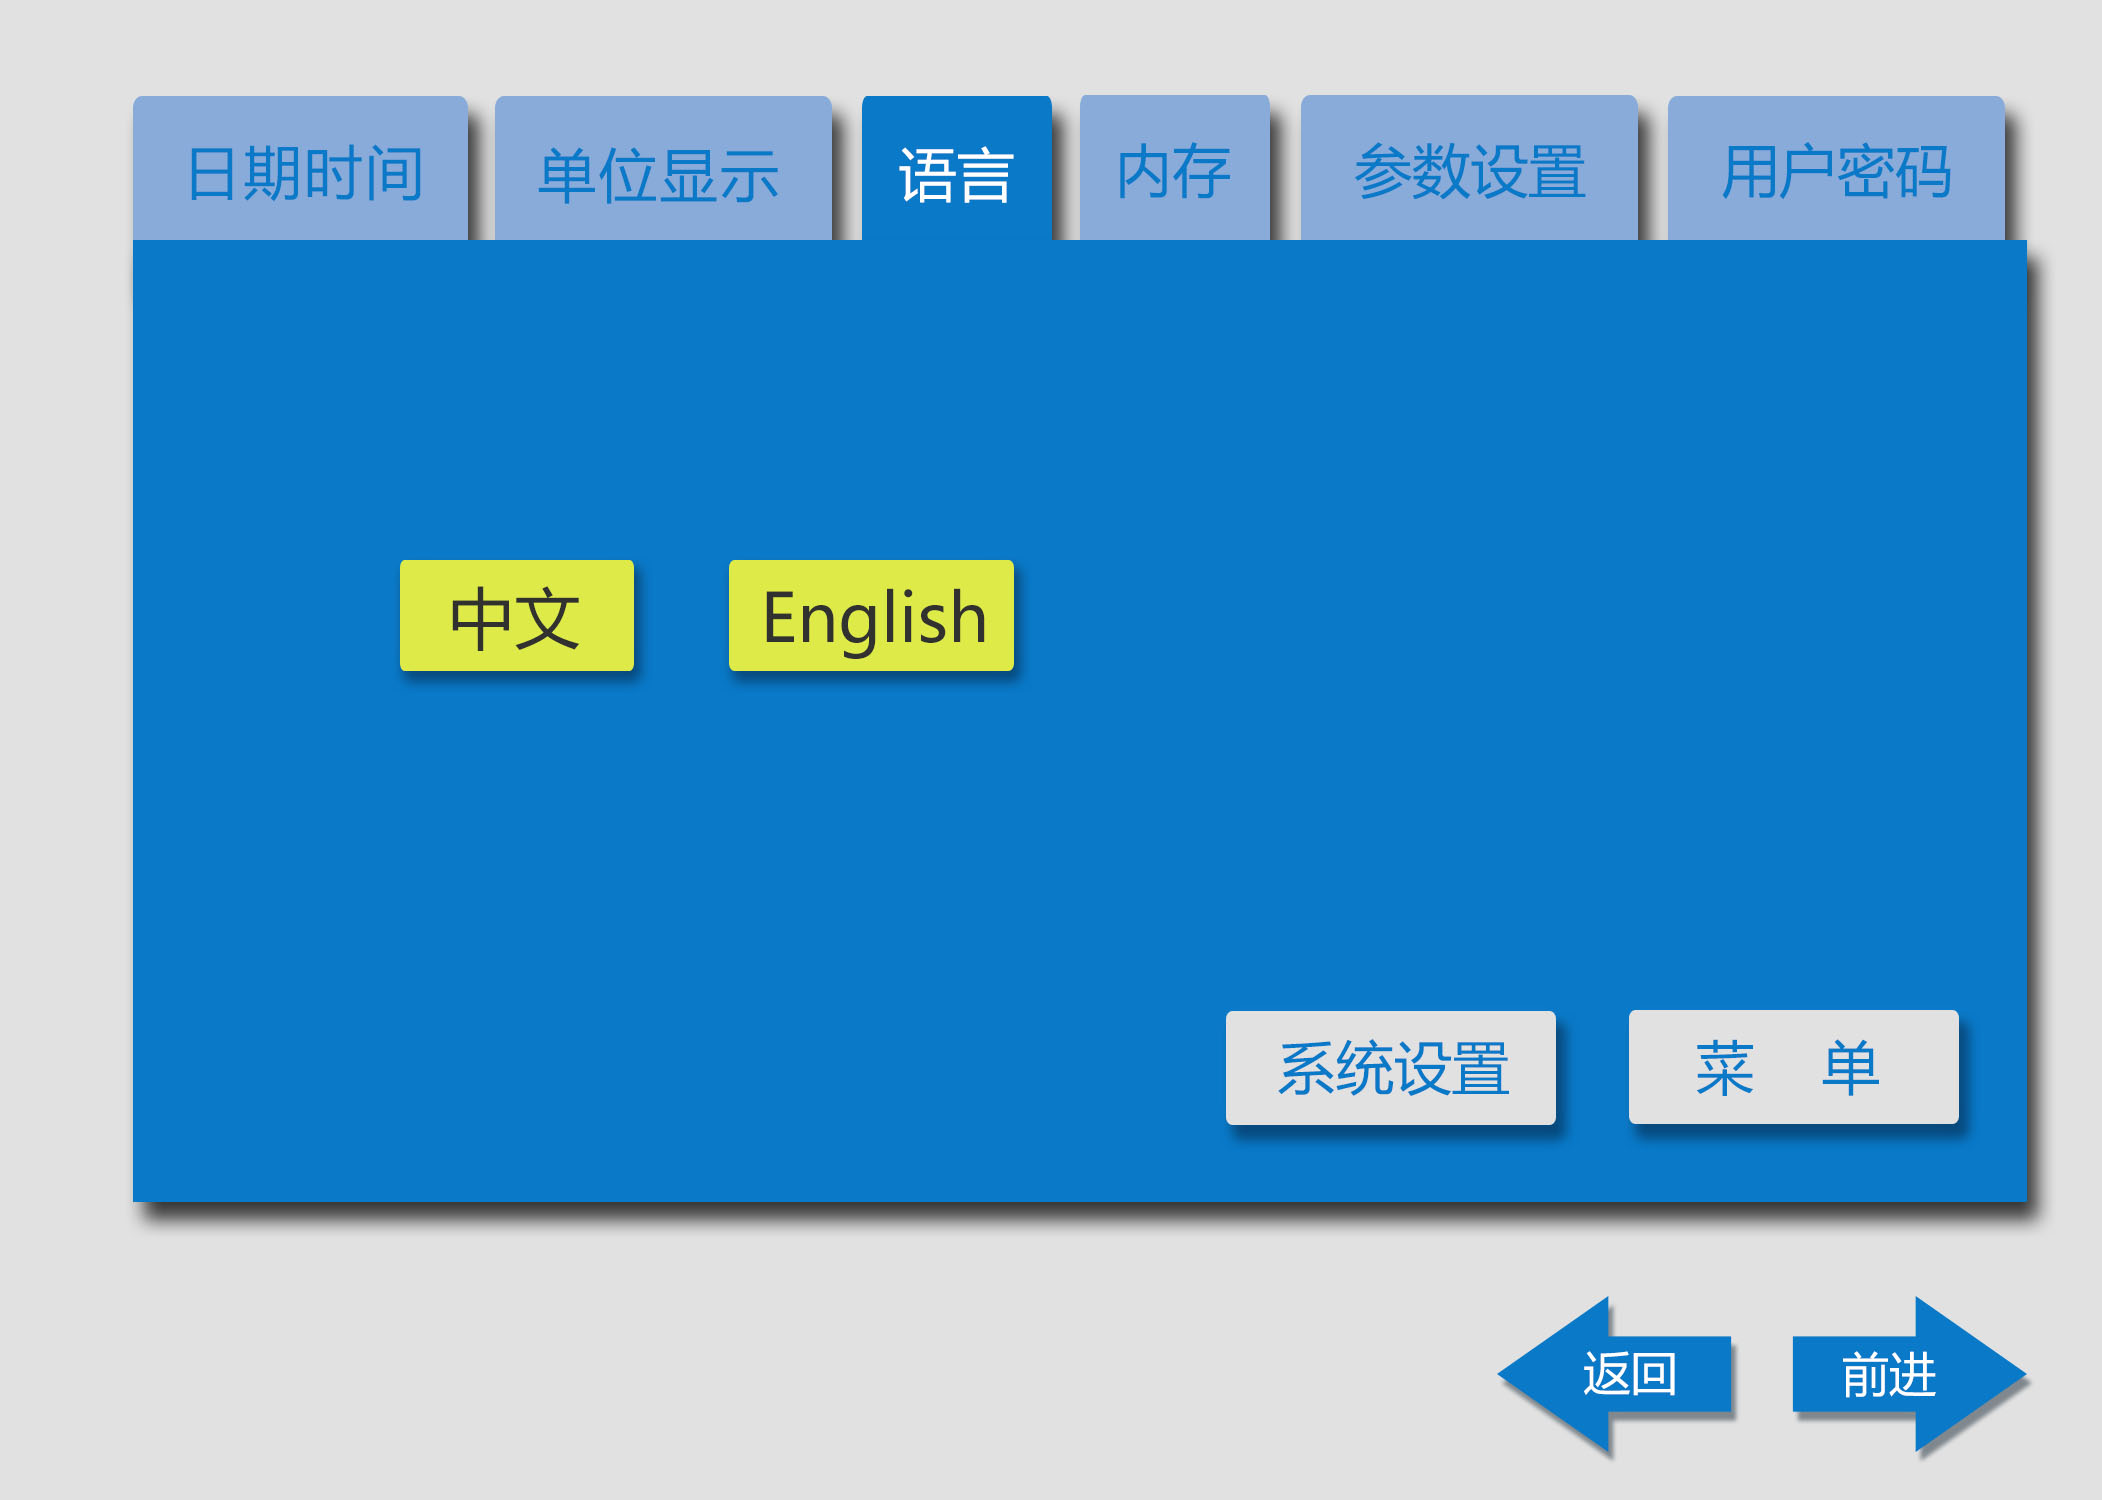 日期时间 单位显示 语言 内存 参数设置 用户密码
中文 English
系统设置 菜 单
返回 前进